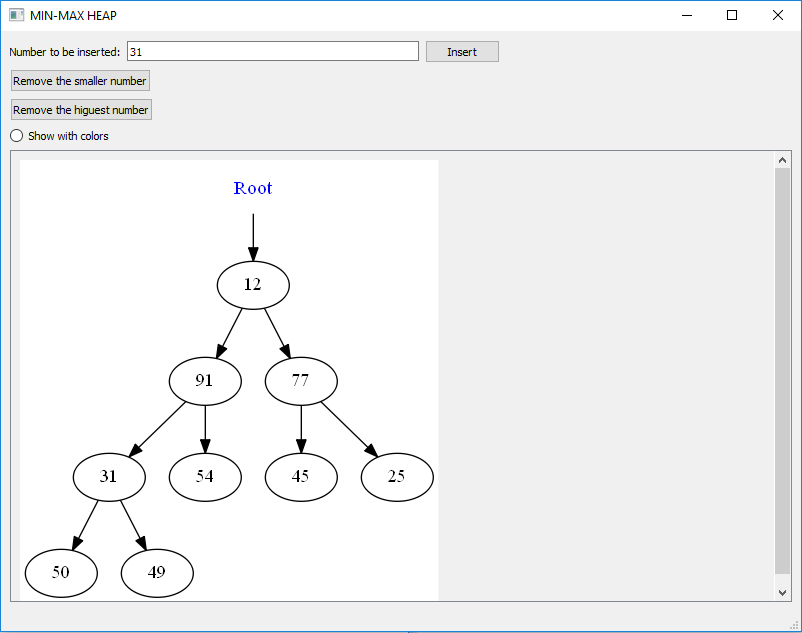 MIN-MAX HEAP
Number to be inserted: 31 Insert
Remove the smaller number
Remove the higuest number
Show with colors
Root
12
91 77
31 54 45 25
50 49